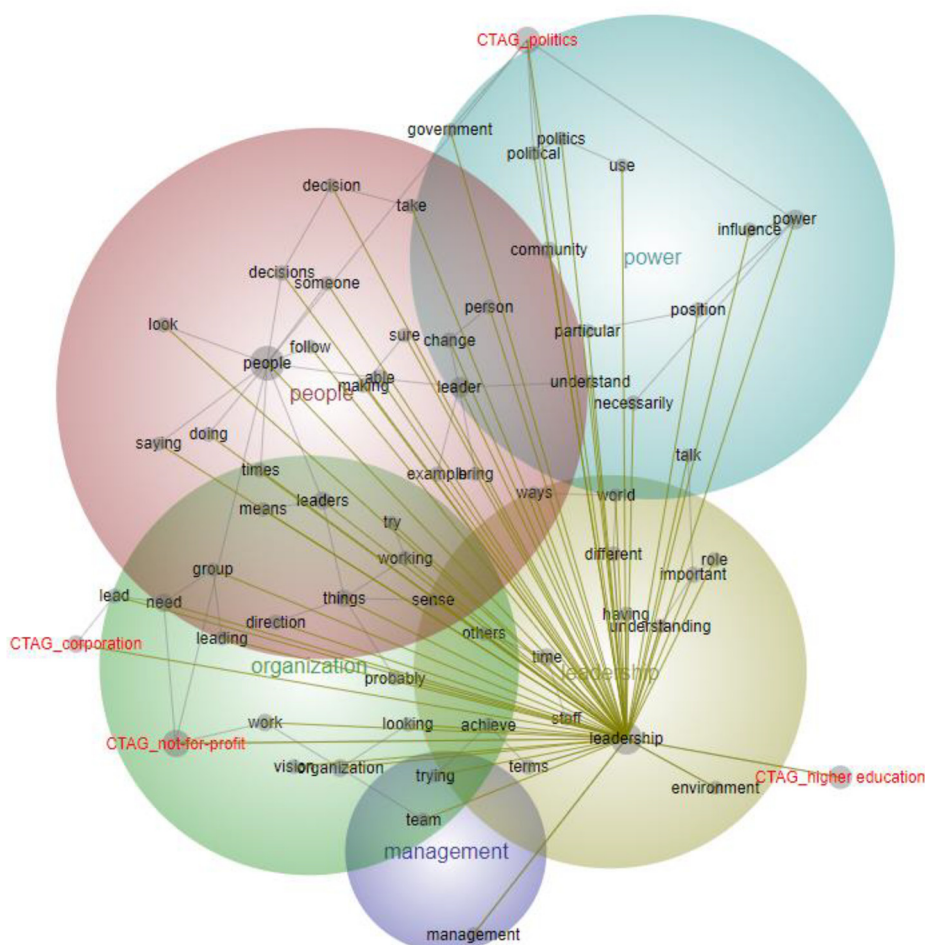 CTAG_politics
government
politics
political
use
decision
take
power
influence
community
power
decisions
someone
person
position
look
sure
particular
follow
change
people
able
making
leader
understand
people
necessarily
saying
doing
talk
times
example
bring
means
leaders
ways
world
try
working
different
role
group
important
lead
need
things
sense
having
direction
understanding
CTAG_corporation
leading
others
time
organization
leadership
probably
staff
work
looking
achieve
leadership
CTAG_not-for-profit
vision
organization
trying
terms
CTAG_higher education
environment
team
management
management